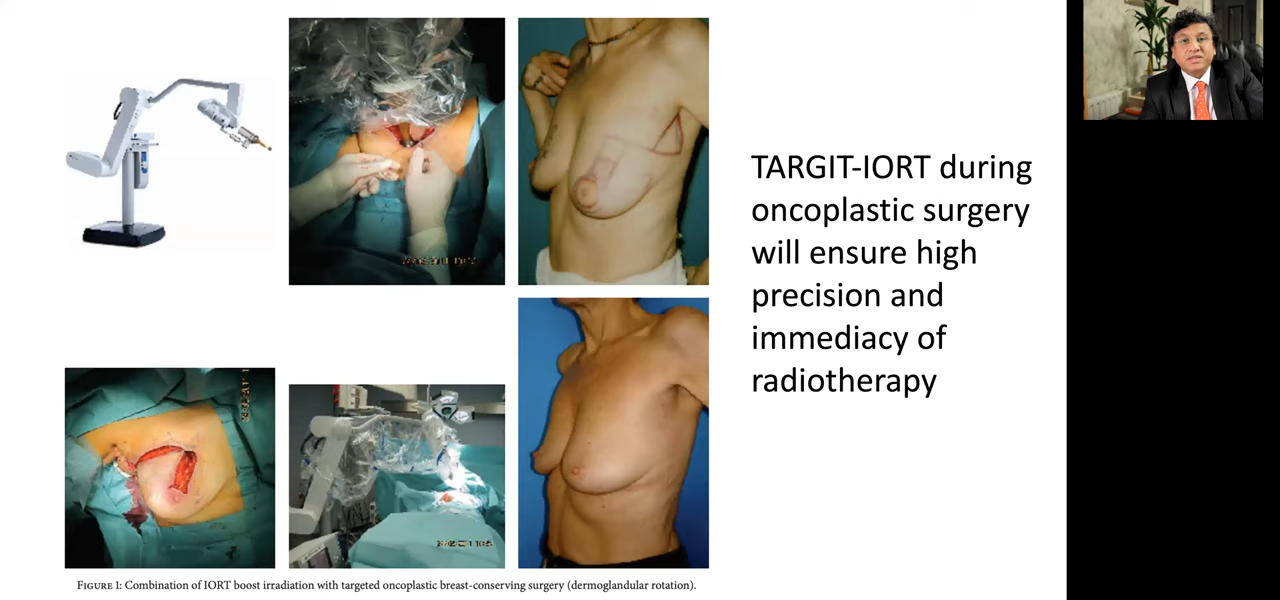 TARGIT-IORT during
oncoplastic surgery
will ensure high
precision and
immediacy of
radiotherapy
FIGURE 1: Combination of IORT boost irradiation with targeted oncoplastic breast-conserving surgery (dermoglandular rotation).